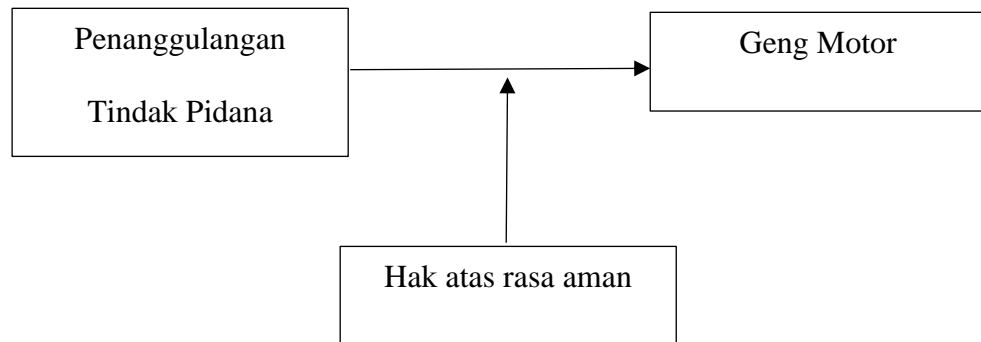 Penanggulangan
Tindak Pidana
Geng Motor
Hak atas rasa aman